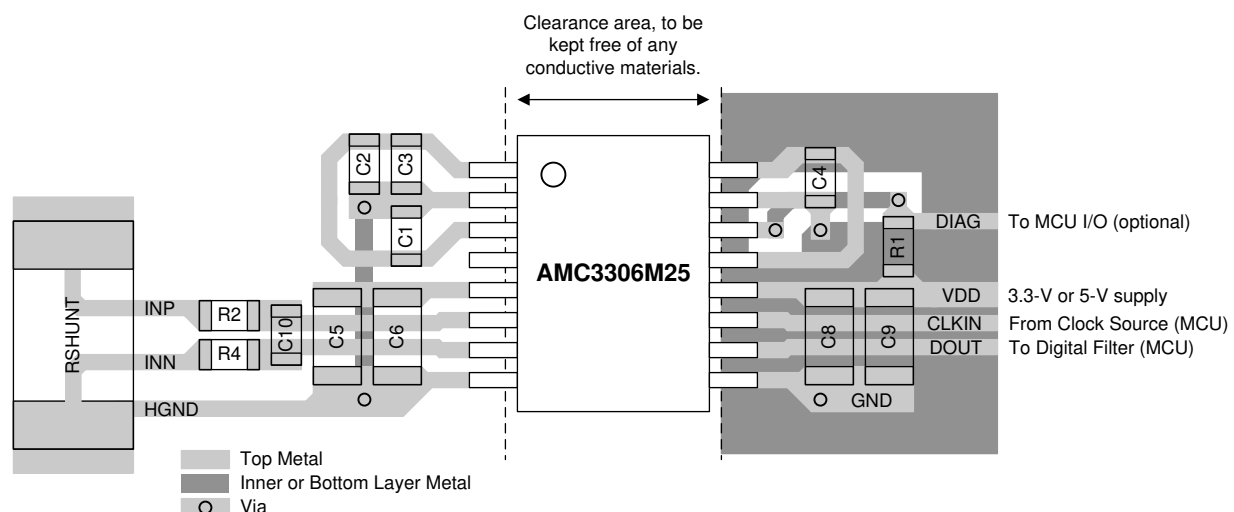 Clearance area, to be
kept free of any
conductive materials.
C2
C3
C1
C4
R1
DIAG
To MCU I/O (optional)
AMC3306M25
RSHUNT
INP
R2
C10
C5
C6
INN
R4
HGND
C8
C9
VDD
3.3-V or 5-V supply
CLKIN
From Clock Source (MCU)
DOUT
To Digital Filter (MCU)
GND
Top Metal
Inner or Bottom Layer Metal
Via